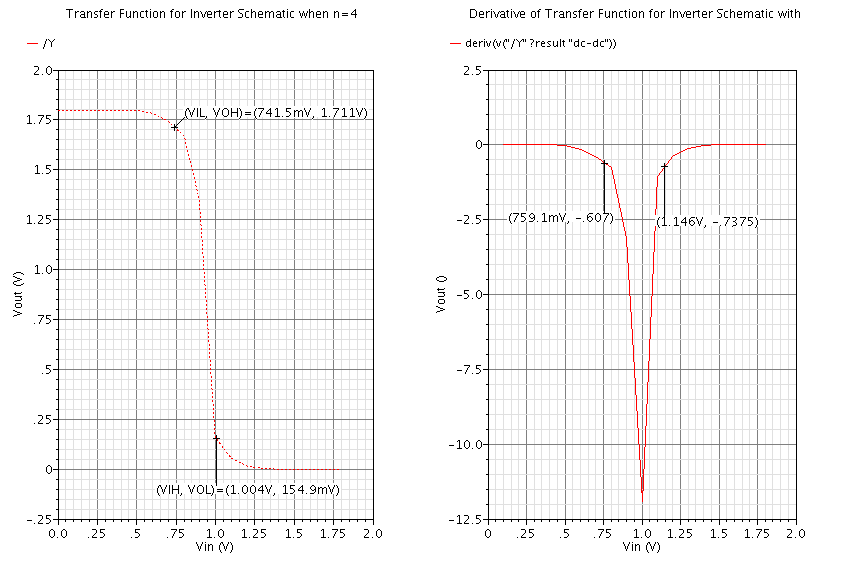 Transfer Function for Inverter Schematic when n=4
— /Y
2.0
1.75
1.5
1.25
1.0
.75
.5
.25
0
-.25
Vout (V)
(VIL, VOH)=(741.5mV, 1.711V)
(VIH, VOL)=(1.004V, 154.9mV)
0.0 .25 .5 .75 1.0 1.25 1.5 1.75 2.0
Vin (V)
Derivative of Transfer Function for Inverter Schematic with
— deriv(v("/Y" ?result "dc-dc"))
2.5
0
-2.5
-5.0
-7.5
-10.0
-12.5
Vout ()
(759.1mV, -.607)
(1.146V, -.7375)
0 .25 .5 .75 1.0 1.25 1.5 1.75 2.0
Vin (V)